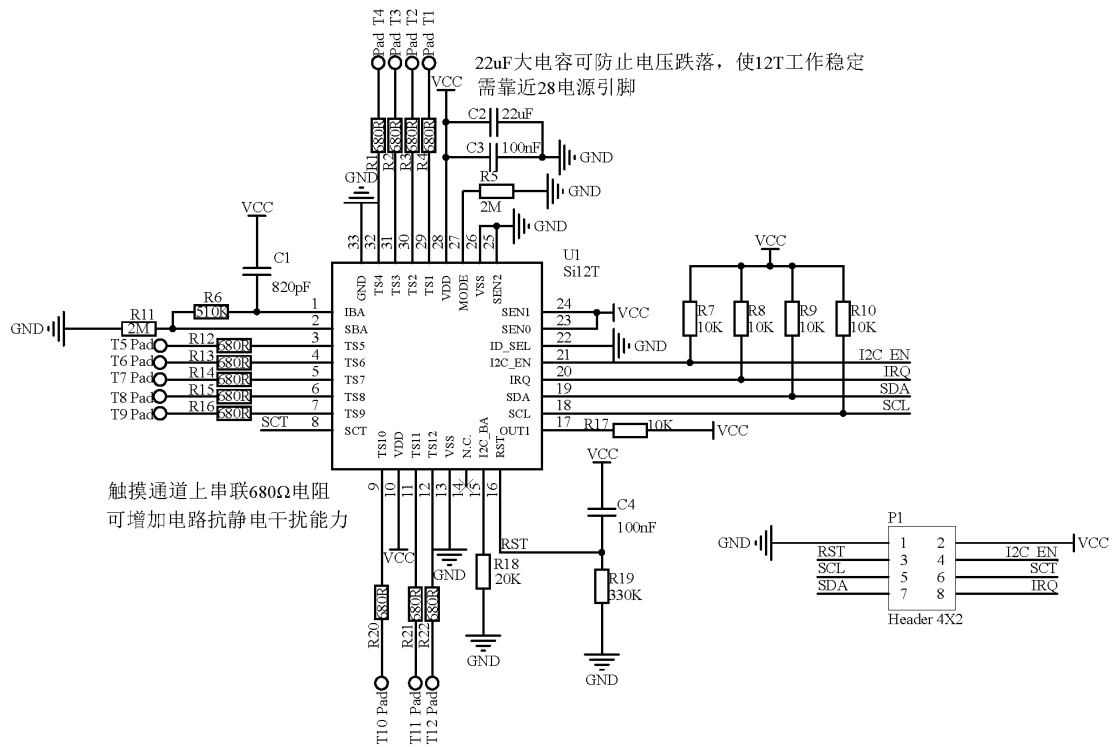 Pad T4
Pad T3
Pad T2
Pad T1
22uF大电容可防止电压跌落，使12T工作稳定
需靠近28电源引脚
VCC
C2
22uF
C3
100nF
GND
680R
680R
680R
680R
R1
R2
R3
R4
R5
2M
GND
GND
GND
VCC
C1
820pF
33
32
31
30
29
28
27
26
25
U1
Si12T
GND
TS4
TS3
TS2
TS1
VDD
MODE
VSS
SEN2
R6
510K
R11
2M
GND
1
IBA
2
SBA
T5 Pad
R12
680R
3
TS5
T6 Pad
R13
680R
4
TS6
T7 Pad
R14
680R
5
TS7
T8 Pad
R15
680R
6
TS8
T9 Pad
R16
680R
7
TS9
SCT
8
SCT
SEN1
24
VCC
SEN0
23
ID_SEL
22
GND
I2C_EN
21
I2C_EN
IRQ
20
IRQ
SDA
19
SDA
SCL
18
SCL
OUT1
17
R17
10K
VCC
VCC
R7
10K
R8
10K
R9
10K
R10
10K
TS10
VDD
TS11
TS12
VSS
N.C.
I2C_BA
RST
9
10
11
12
13
14
15
16
触摸通道上串联680Ω电阻
可增加电路抗静电干扰能力
VCC
GND
RST
R18
20K
GND
VCC
C4
100nF
R19
330K
GND
680R
680R
680R
R20
R21
R22
T10 Pad
T11 Pad
T12 Pad
P1
GND
1
2
VCC
RST
3
4
I2C_EN
SCL
5
6
SCT
SDA
7
8
IRQ
Header 4X2